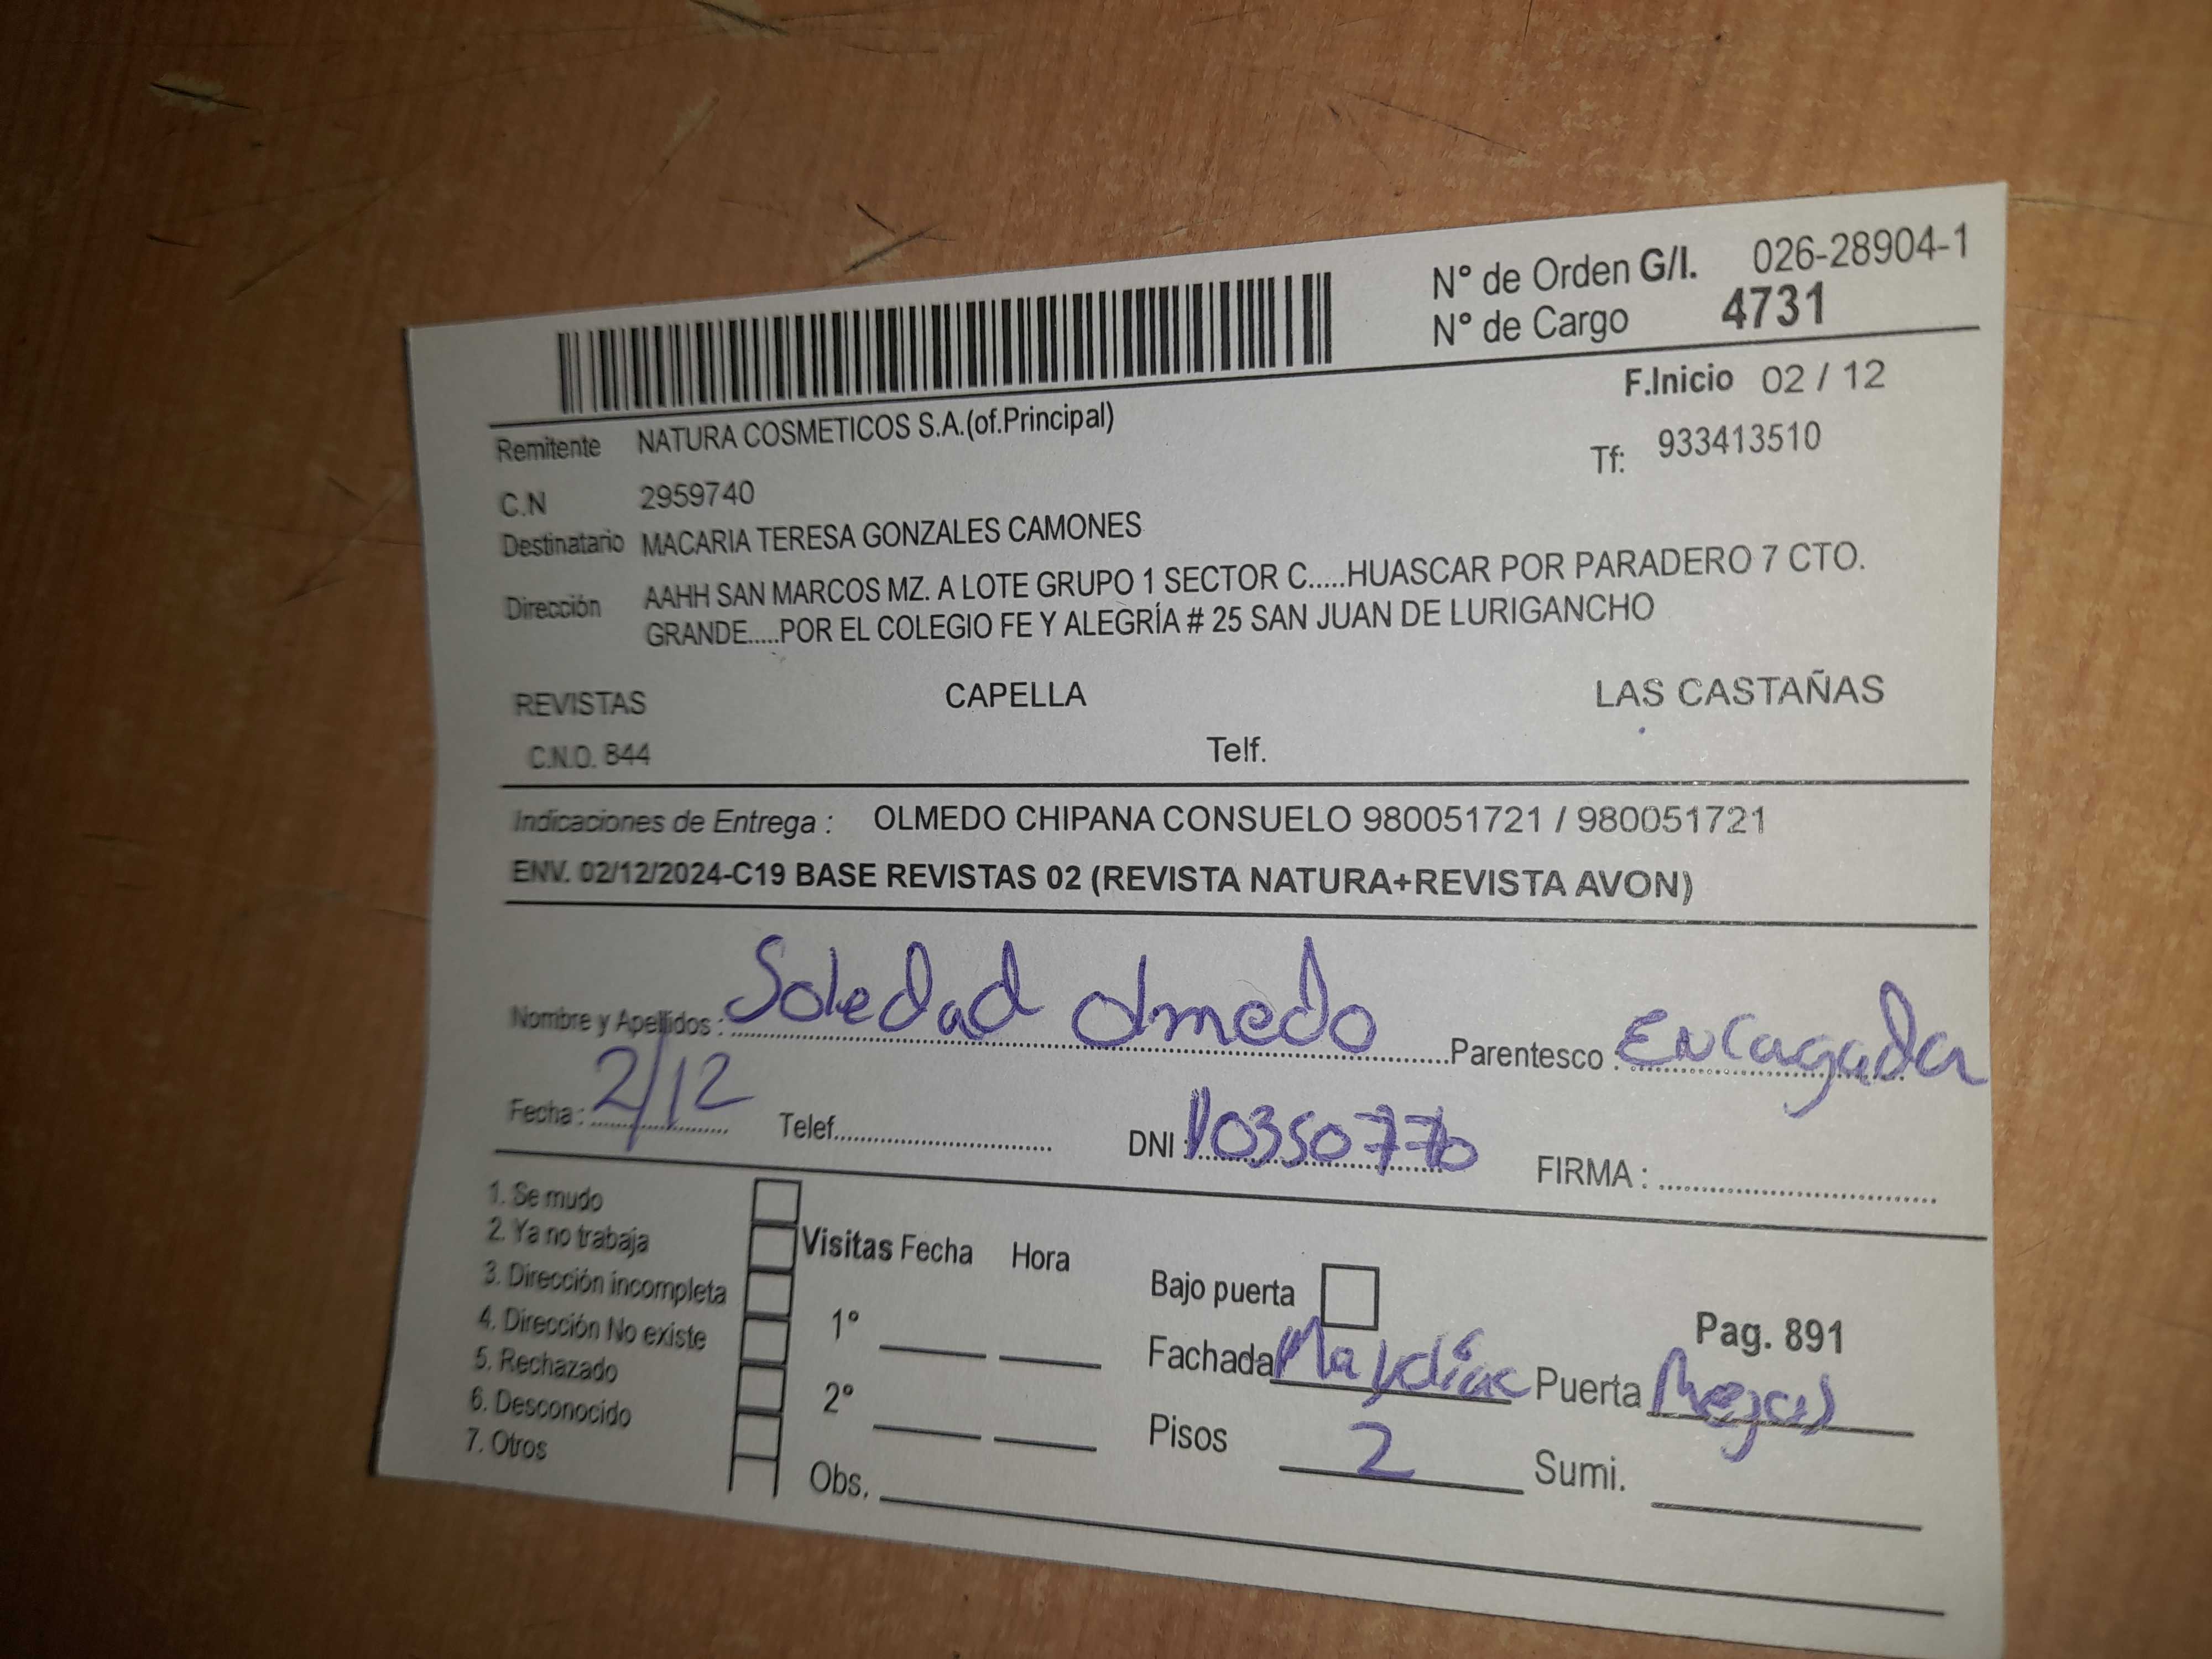 N° de Orden G/I. 026-28904-1
N° de Cargo 4731
F.Inicio 02 / 12
Remitente NATURA COSMETICOS S.A.(of.Principal)
Tf: 933413510
C.N 2959740
Destinatario MACARIA TERESA GONZALES CAMONES
Dirección AAHH SAN MARCOS MZ. A LOTE GRUPO 1 SECTOR C.....HUASCAR POR PARADERO 7 CTO.
GRANDE.....POR EL COLEGIO FE Y ALEGRÍA # 25 SAN JUAN DE LURIGANCHO
REVISTAS CAPELLA LAS CASTAÑAS
C.N.O. 844 Telf.
Indicaciones de Entrega : OLMEDO CHIPANA CONSUELO 980051721 / 980051721
ENV. 02/12/2024-C19 BASE REVISTAS 02 (REVISTA NATURA+REVISTA AVON)
Nombre y Apellidos : Soledad Olmedo Parentesco : Encagada
Fecha : 2/12 Telef. DNI : 10350770 FIRMA :
1. Se mudo
2. Ya no trabaja
3. Dirección incompleta
4. Dirección No existe
5. Rechazado
6. Desconocido
7. Otros
Visitas Fecha Hora
1°
2°
Obs.
Bajo puerta
Pag. 891
Fachada Puerta
Pisos 2 Sumi.